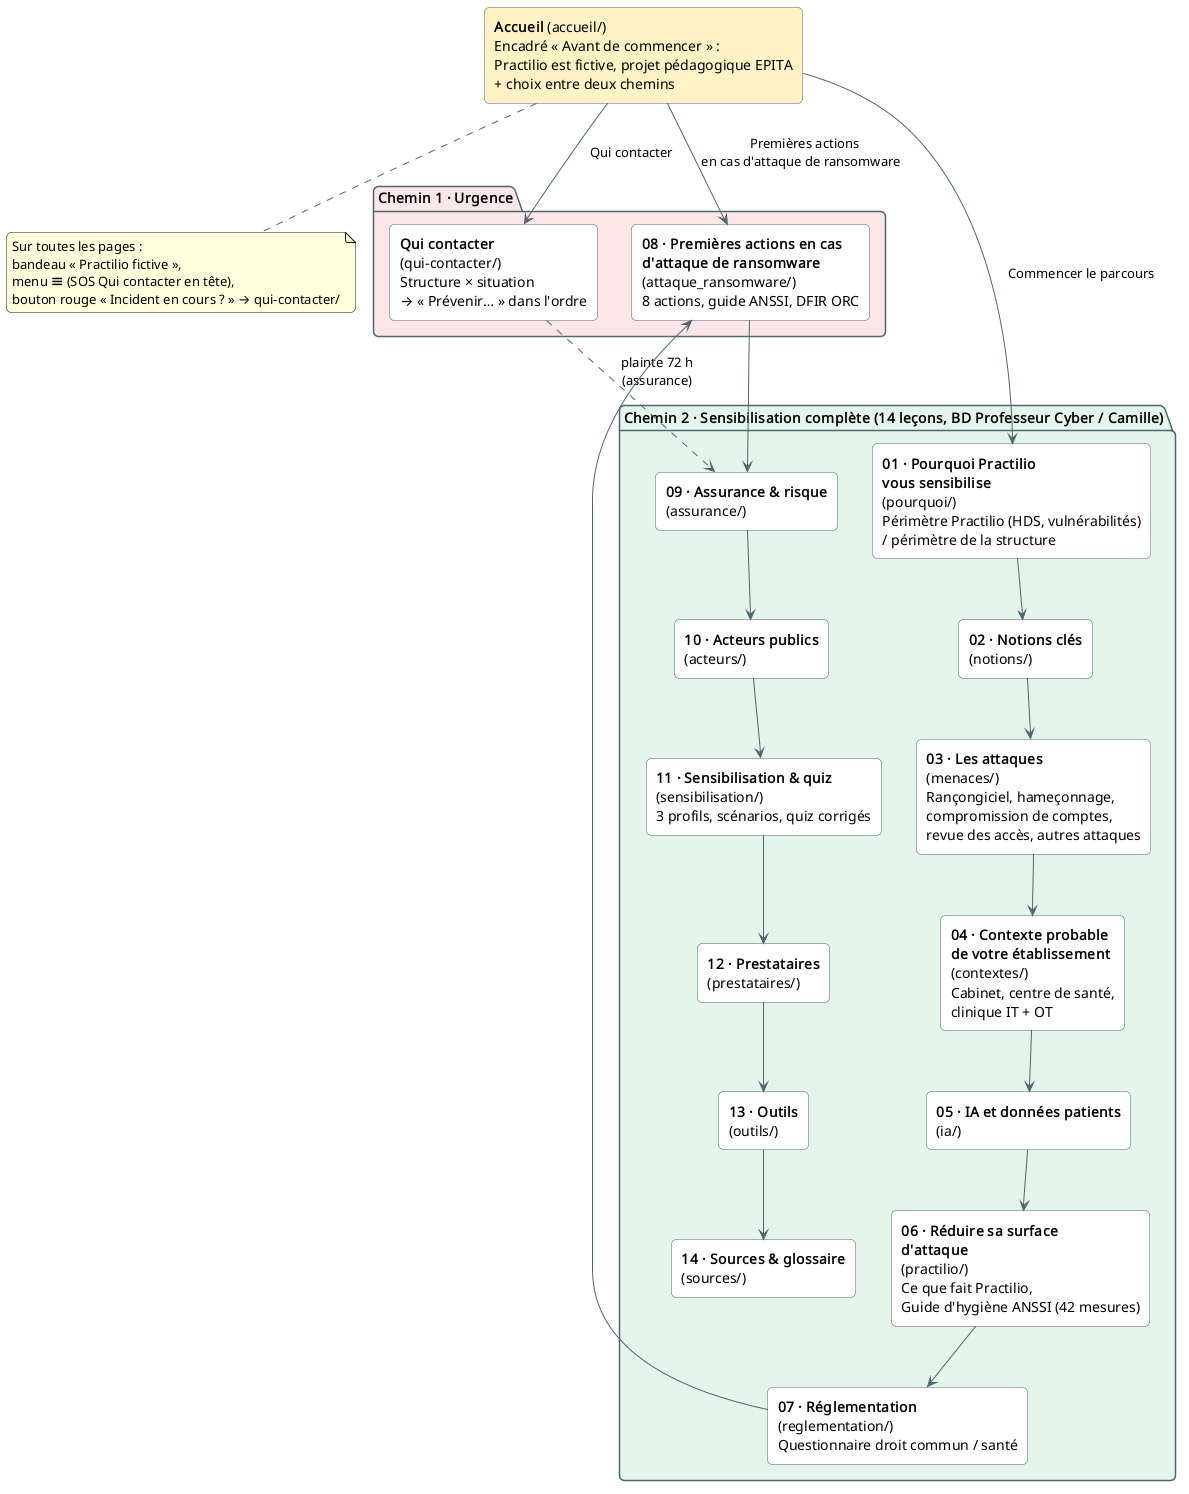 Accueil (accueil/)
Encadré « Avant de commencer » :
Practilio est fictive, projet pédagogique EPITA
+ choix entre deux chemins
Qui contacter
Premières actions
en cas d'attaque de ransomware
Commencer le parcours
Sur toutes les pages :
bandeau « Practilio fictive »,
menu ☰ (SOS Qui contacter en tête),
bouton rouge « Incident en cours ? » → qui-contacter/
Chemin 1 · Urgence
Qui contacter
(qui-contacter/)
Structure × situation
→ « Prévenir... » dans l'ordre
08 · Premières actions en cas
d'attaque de ransomware
(attaque_ransomware/)
8 actions, guide ANSSI, DFIR ORC
plainte 72 h
(assurance)
Chemin 2 · Sensibilisation complète (14 leçons, BD Professeur Cyber / Camille)
09 · Assurance & risque
(assurance/)
10 · Acteurs publics
(acteurs/)
11 · Sensibilisation & quiz
(sensibilisation/)
3 profils, scénarios, quiz corrigés
12 · Prestataires
(prestataires/)
13 · Outils
(outils/)
14 · Sources & glossaire
(sources/)
01 · Pourquoi Practilio
vous sensibilise
(pourquoi/)
Périmètre Practilio (HDS, vulnérabilités)
/ périmètre de la structure
02 · Notions clés
(notions/)
03 · Les attaques
(menaces/)
Rançongiciel, hameçonnage,
compromission de comptes,
revue des accès, autres attaques
04 · Contexte probable
de votre établissement
(contextes/)
Cabinet, centre de santé,
clinique IT + OT
05 · IA et données patients
(ia/)
06 · Réduire sa surface
d'attaque
(practilio/)
Ce que fait Practilio,
Guide d'hygiène ANSSI (42 mesures)
07 · Réglementation
(reglementation/)
Questionnaire droit commun / santé